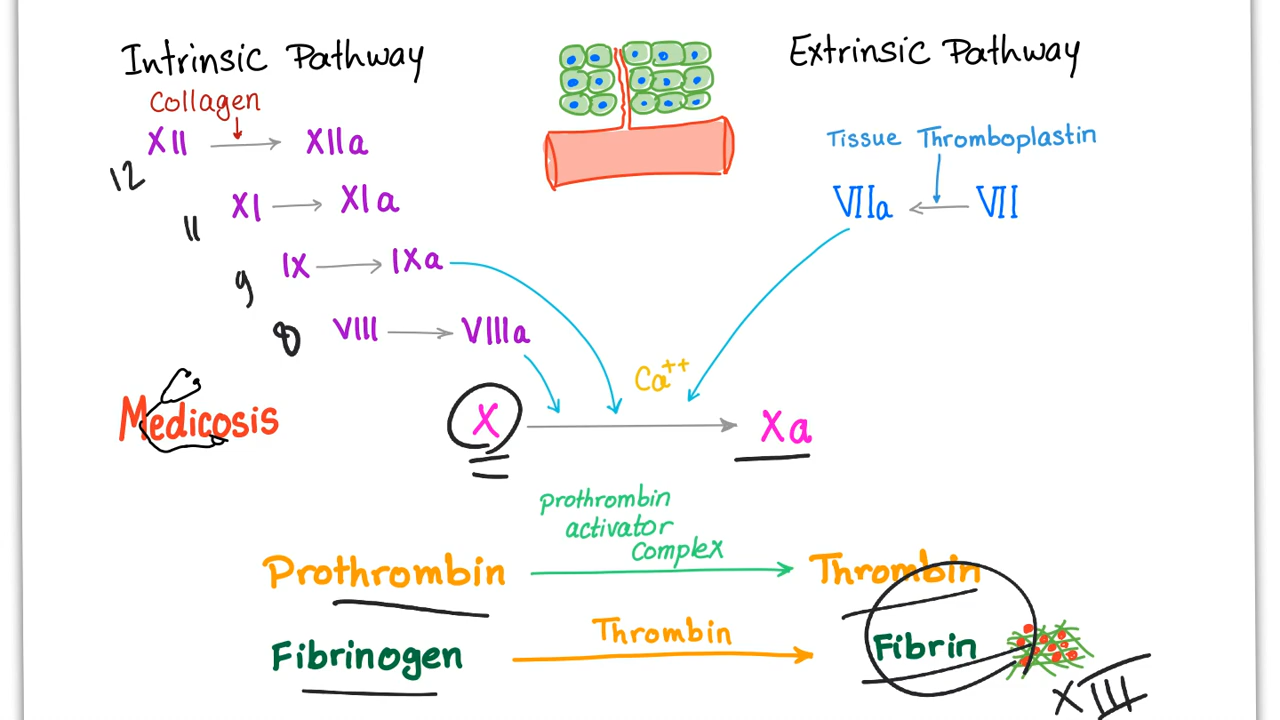 Intrinsic Pathway
Extrinsic Pathway
Collagen
XII XIIa
12
Tissue Thromboplastin
XI XIa
11
VIIa VII
IX IXa
9
VIII VIIIa
8
Ca++
Medicosis
X Xa
prothrombin
activator
complex
Prothrombin Thrombin
Thrombin
Fibrinogen Fibrin
XIII